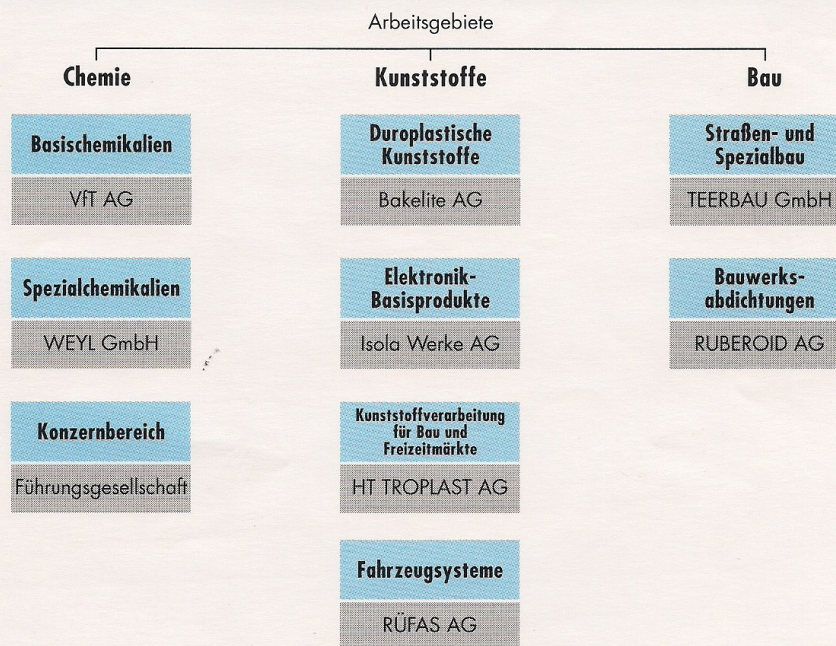 Arbeitsgebiete
Chemie
Basischemikalien
VfT AG
Spezialchemikalien
WEYL GmbH
Konzernbereich
Führungsgesellschaft
Kunststoffe
Duroplastische
Kunststoffe
Bakelite AG
Elektronik-
Basisprodukte
Isola Werke AG
Kunststoffverarbeitung
für Bau und
Freizeitmärkte
HT TROPLAST AG
Fahrzeugsysteme
RÜFAS AG
Bau
Straßen- und
Spezialbau
TEERBAU GmbH
Bauwerks-
abdichtungen
RUBEROID AG